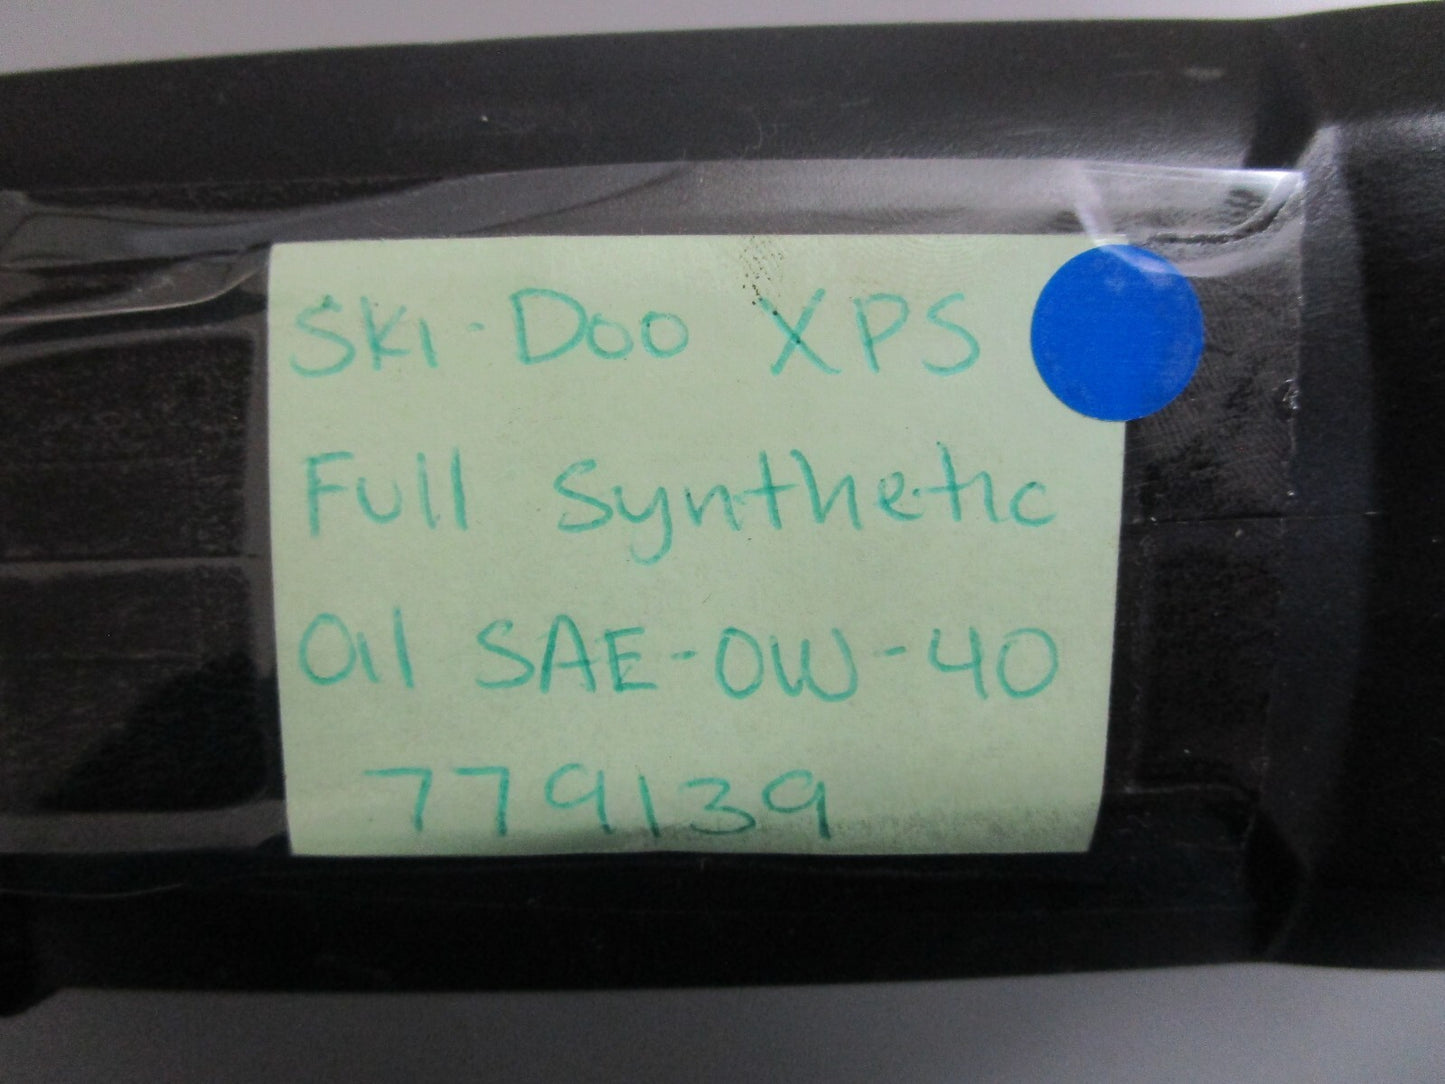 Ski-Doo XPS
Full Synthetic
Oil SAE-0W-40
779139